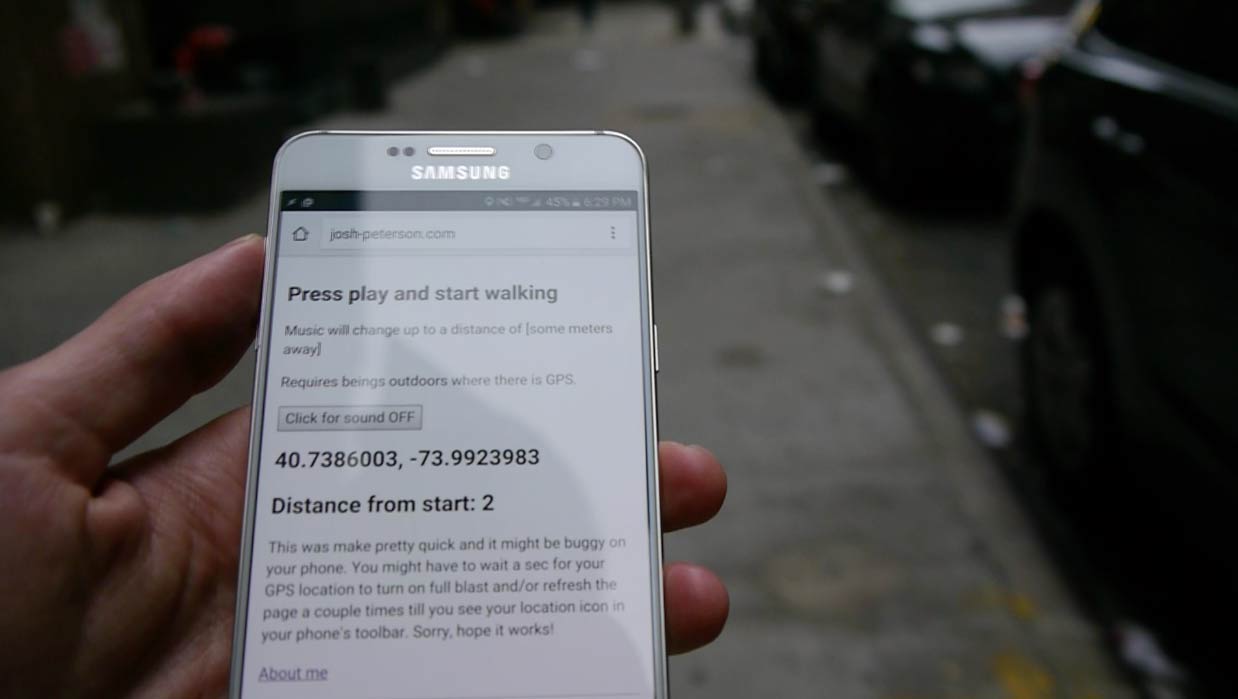 SAMSUNG
45% 6:29 PM
josh-peterson.com
Press play and start walking
Music will change up to a distance of [some meters
away]
Requires beings outdoors where there is GPS.
Click for sound OFF
40.7386003, -73.9923983
Distance from start: 2
This was make pretty quick and it might be buggy on
your phone. You might have to wait a sec for your
GPS location to turn on full blast and/or refresh the
page a couple times till you see your location icon in
your phone's toolbar. Sorry, hope it works!
About me